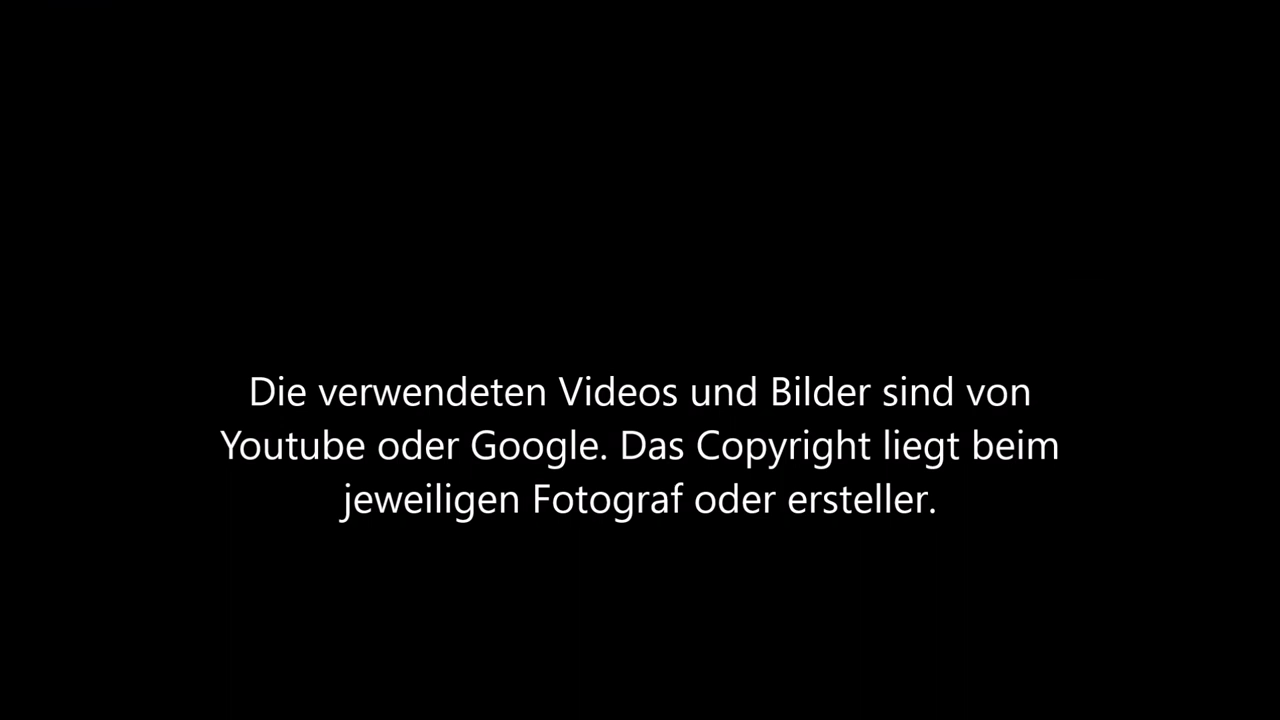 Die verwendeten Videos und Bilder sind von
Youtube oder Google. Das Copyright liegt beim
jeweiligen Fotograf oder ersteller.